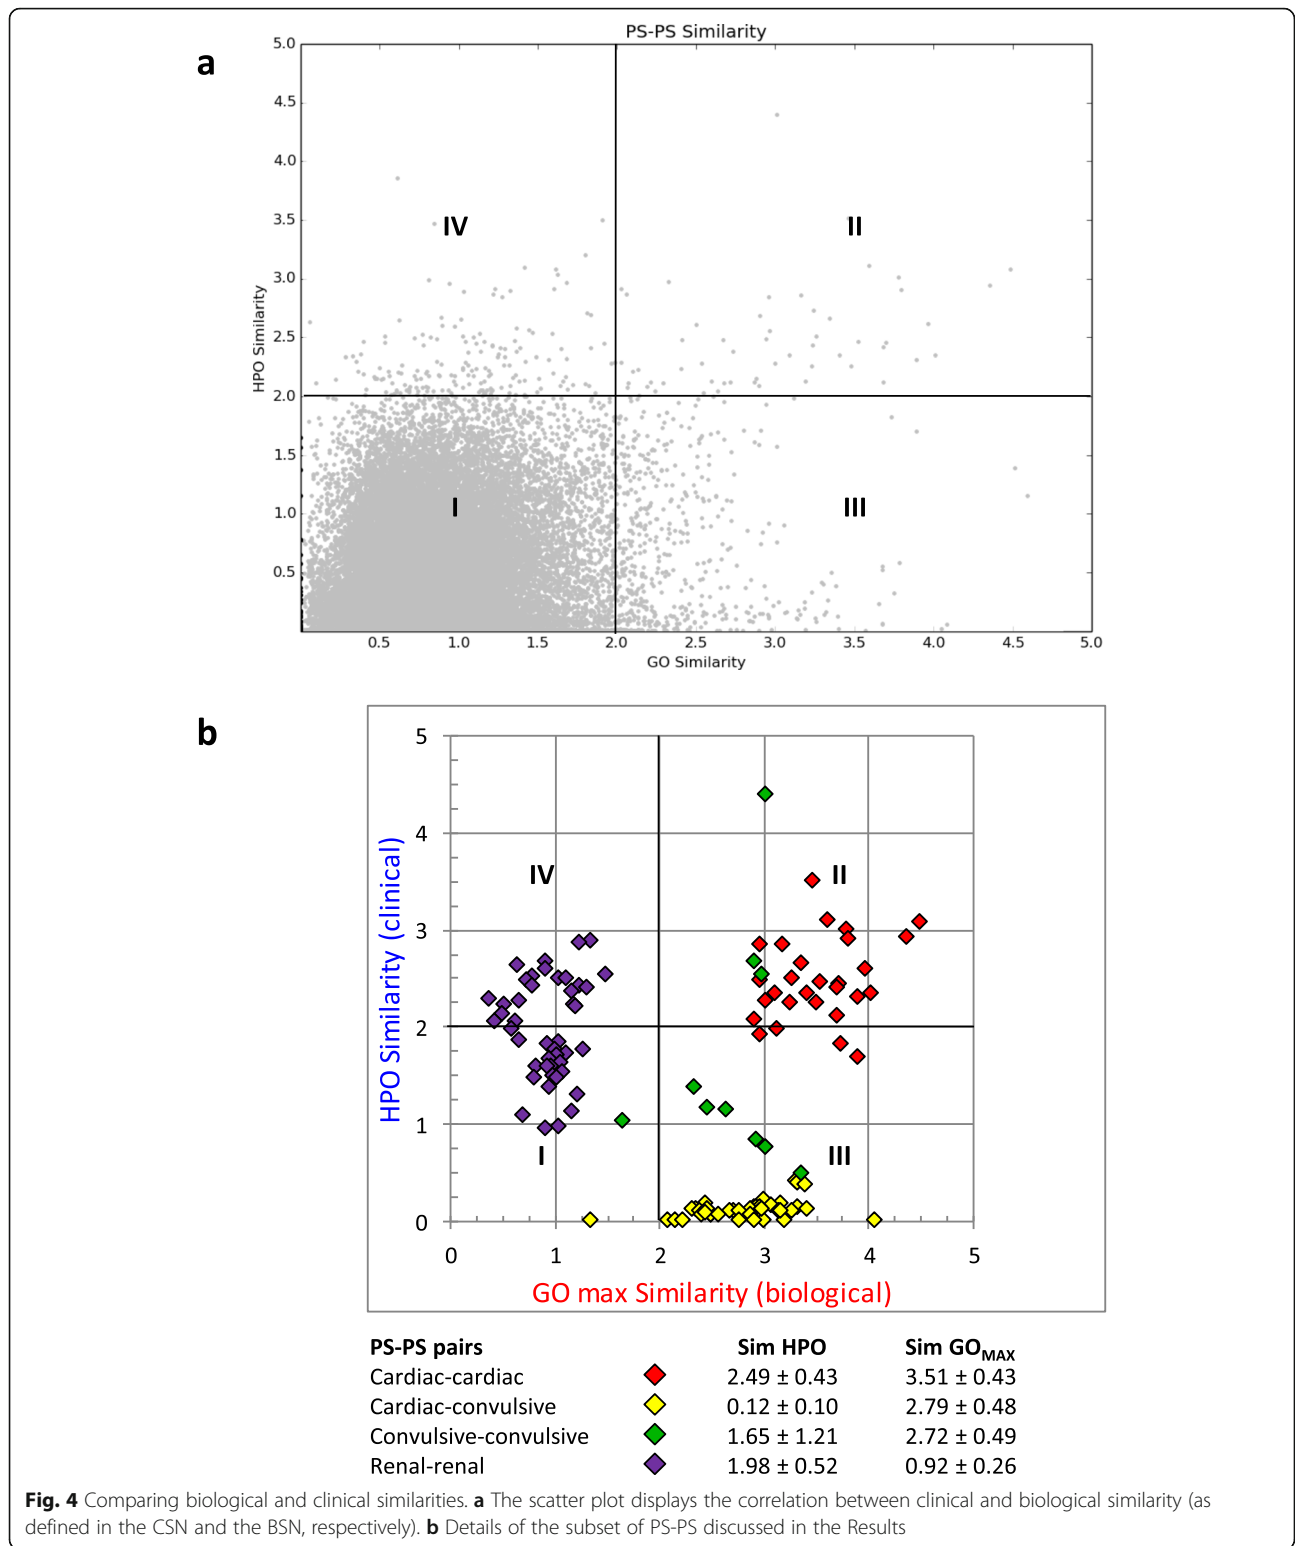 a
PS-PS Similarity
5.0
4.5
4.0
3.5
3.0
2.5
2.0
1.5
1.0
0.5
HPO Similarity
IV
II
I
III
0.5 1.0 1.5 2.0 2.5 3.0 3.5 4.0 4.5 5.0
GO Similarity
b
5
4
3
2
1
0
HPO Similarity (clinical)
IV
II
I
III
0 1 2 3 4 5
GO max Similarity (biological)
PS-PS pairs Sim HPO Sim GOMAX
Cardiac-cardiac 2.49 ± 0.43 3.51 ± 0.43
Cardiac-convulsive 0.12 ± 0.10 2.79 ± 0.48
Convulsive-convulsive 1.65 ± 1.21 2.72 ± 0.49
Renal-renal 1.98 ± 0.52 0.92 ± 0.26
Fig. 4 Comparing biological and clinical similarities. a The scatter plot displays the correlation between clinical and biological similarity (as
defined in the CSN and the BSN, respectively). b Details of the subset of PS-PS discussed in the Results